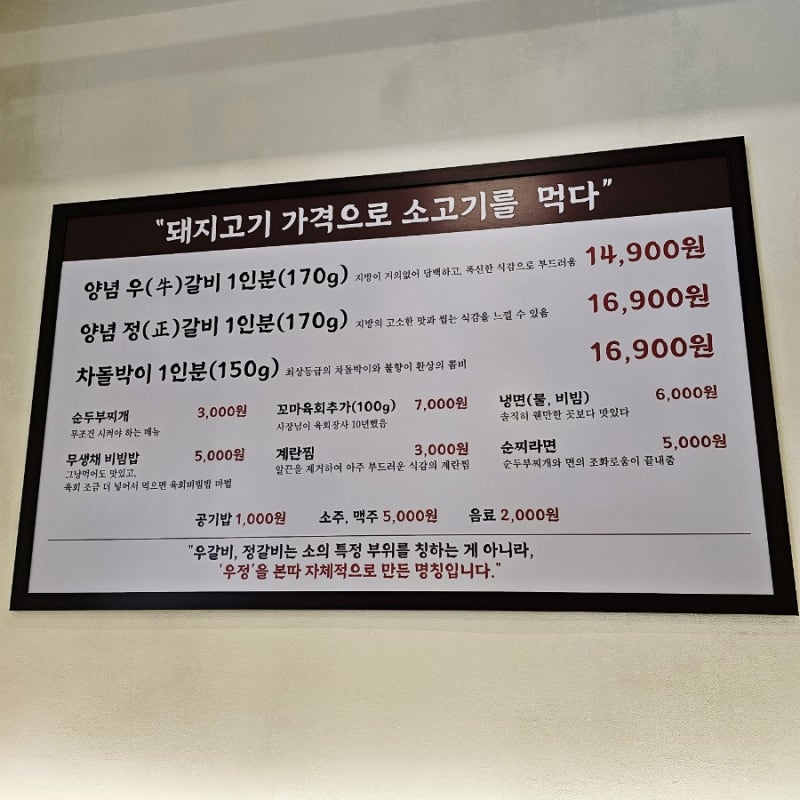 "돼지고기 가격으로 소고기를 먹다"
양념 우(牛)갈비 1인분(170g) 지방이 거의없어 담백하고, 폭신한 식감으로 부드러움 14,900원
양념 정(正)갈비 1인분(170g) 지방의 고소한 맛과 씹는 식감을 느낄 수 있음 16,900원
차돌박이 1인분(150g) 최상등급의 차돌박이와 불향이 환상의 콤비 16,900원
순두부찌개 3,000원
무조건 시켜야 하는 메뉴
꼬마육회추가(100g) 7,000원
사장님이 육회장사 10년했음
냉면(물, 비빔) 6,000원
솔직히 웬만한 곳보다 맛있다
무생채 비빔밥 5,000원
그냥먹어도 맛있고,
육회 조금 더 넣어서 먹으면 육회비빔밥 마법
계란찜 3,000원
알끈을 제거하여 아주 부드러운 식감의 계란찜
순찌라면 5,000원
순두부찌개와 면의 조화로움이 끝내줌
공기밥 1,000원 소주, 맥주 5,000원 음료 2,000원
"우갈비, 정갈비는 소의 특정 부위를 칭하는 게 아니라,
'우정'을 본따 자체적으로 만든 명칭입니다."